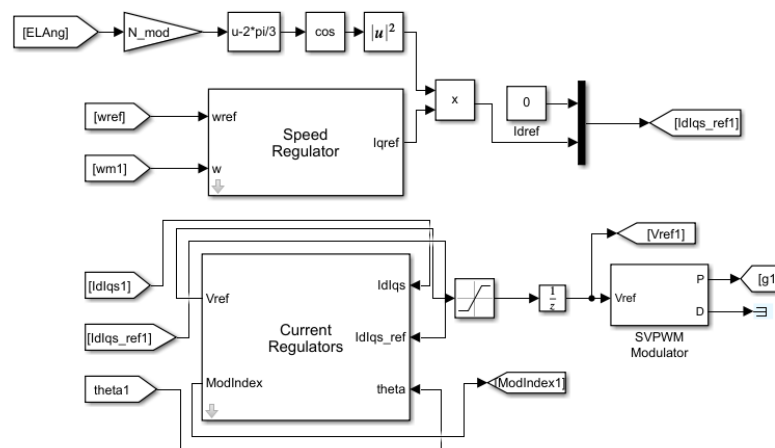 [ELAng]
N_mod
u-2*pi/3
cos
|u|²
[wref]
wref
Speed
Regulator
Iqref
[wm1]
w
x
0
Idref
[IdIqs_ref1]
[IdIqs1]
Vref
IdIqs
[IdIqs_ref1]
Current
Regulators
IdIqs_ref
theta1
ModIndex
theta
1
z
[Vref1]
Vref
P
D
[g1
SVPWM
Modulator
[ModIndex1]